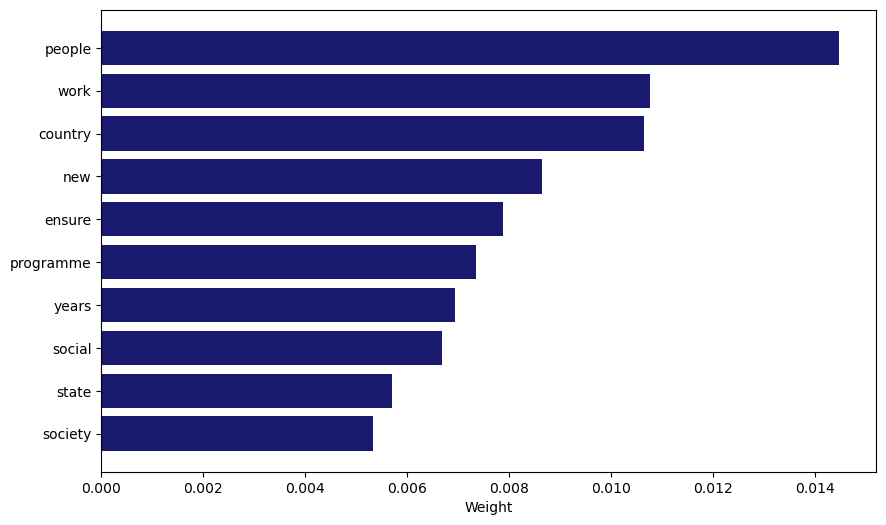 people
work
country
new
ensure
programme
years
social
state
society
0.000 0.002 0.004 0.006 0.008 0.010 0.012 0.014
Weight